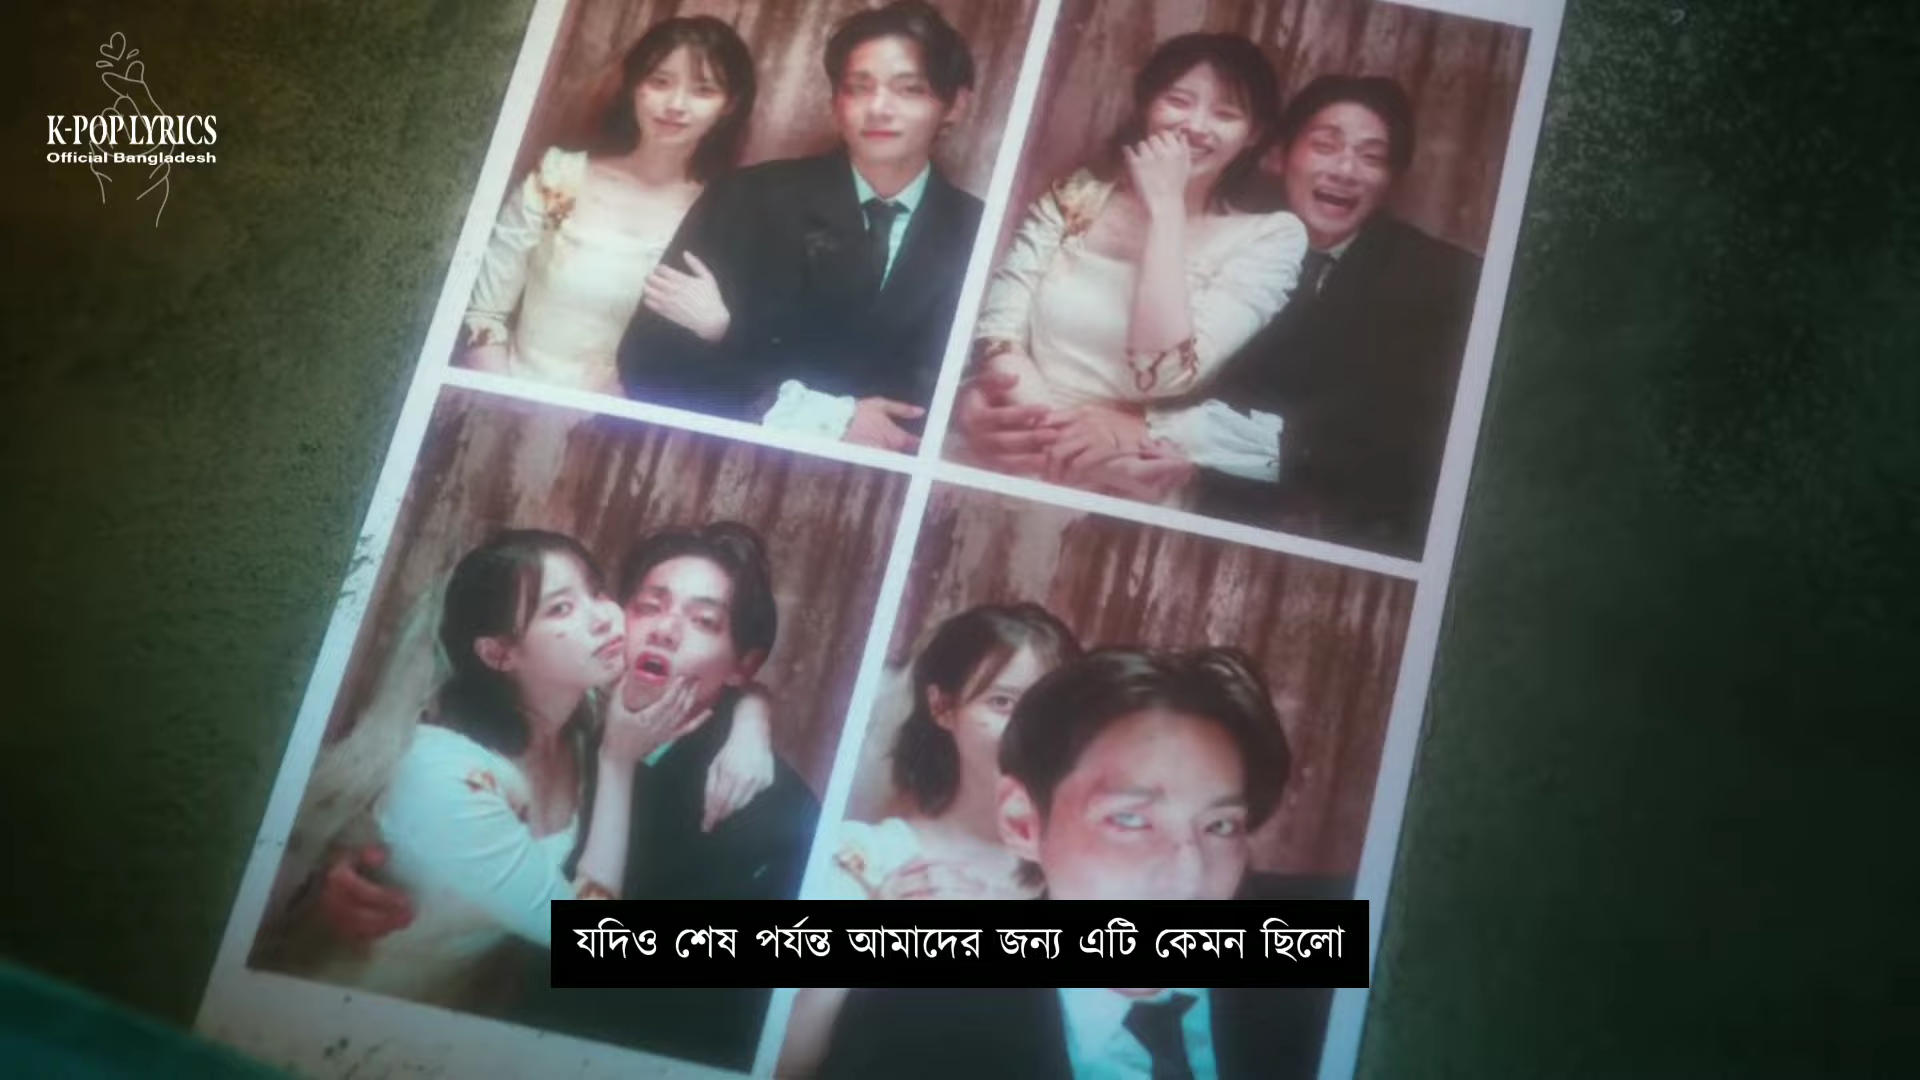 K-POP LYRICS
Official Bangladesh
যদিও শেষ পর্যন্ত আমাদের জন্য এটি কেমন ছিলো